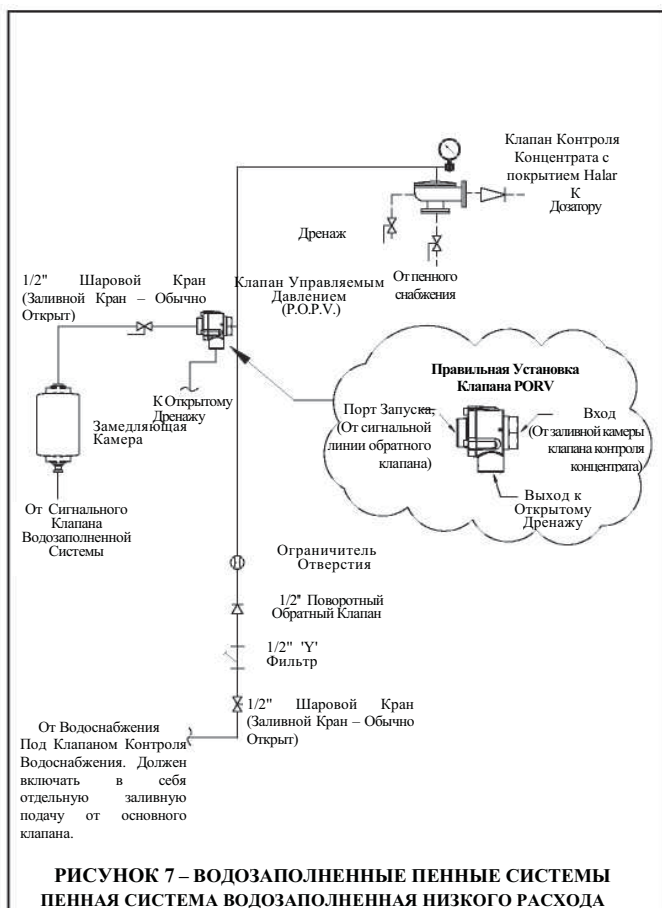 Клапан Контроля
Концентрата с
покрытием Halar
К
Дозатору
Дренаж
От пенного
снабжения
1/2" Шаровой Кран
(Заливной Кран – Обычно
Открыт)
Клапан Управляемым
Давлением
(P.O.P.V.)
К Открытому
Дренажу
Замедляющая
Камера
От Сигнального
Клапана
Водозаполненной
Системы
Правильная Установка
Клапана PORV
Порт Запуска,
(От сигнальной
линии обратного
клапана)
Вход
(От заливной камеры
клапана контроля
концентрата)
Выход к
Открытому
Дренажу
Ограничитель
Отверстия
1/2" Поворотный
Обратный Клапан
1/2" 'Y'
Фильтр
1/2" Шаровой Кран
(Заливной Кран – Обычно
Открыт)
От Водоснабжения
Под Клапаном Контроля
Водоснабжения. Должен
включать в себя
отдельную заливную
подачу от основного
клапана.
РИСУНОК 7 – ВОДОЗАПОЛНЕННЫЕ ПЕННЫЕ СИСТЕМЫ
ПЕННАЯ СИСТЕМА ВОДОЗАПОЛНЕННАЯ НИЗКОГО РАСХОДА